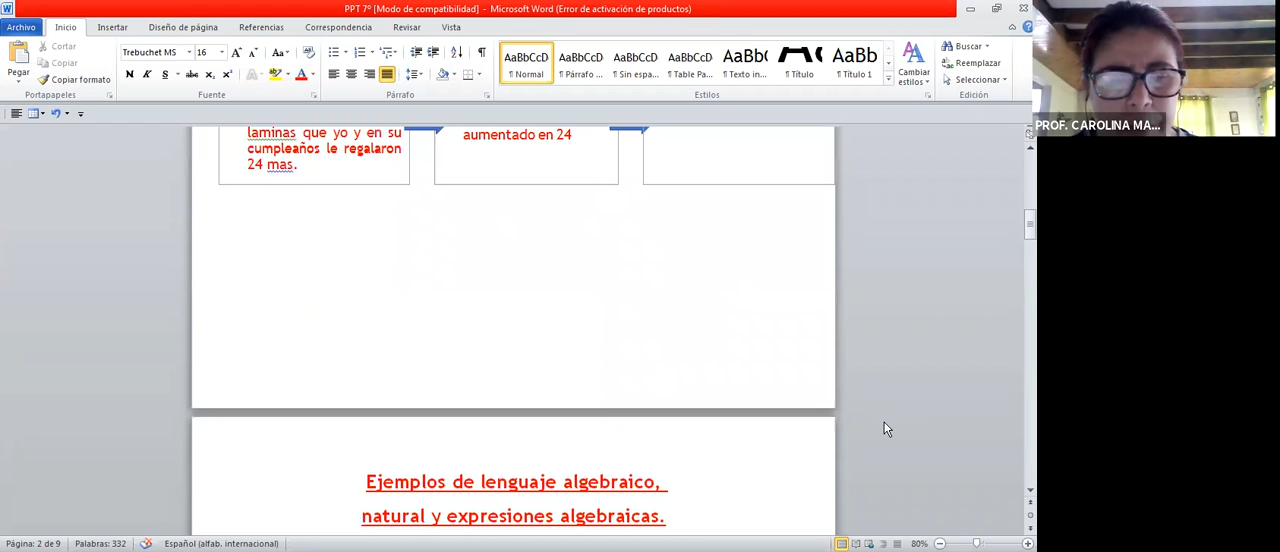 PPT 7º [Modo de compatibilidad] - Microsoft Word (Error de activación de productos)
Archivo Inicio Insertar Diseño de página Referencias Correspondencia Revisar Vista
Pegar
Cortar
Copiar
Copiar formato
Portapapeles
Trebuchet MS 16
Fuente
Párrafo
AaBbCcD AaBbCcD AaBbCcD AaBbCcD AaBbC AaBb
¶ Normal ¶ Párrafo ... ¶ Sin espa... ¶ Table Pa... ¶ Texto in... ¶ Título ¶ Título 1
Estilos
Cambiar
estilos
Buscar
Reemplazar
Seleccionar
Edición
PROF. CAROLINA MA...
laminas que yo y en su
cumpleaños le regalaron
24 mas.
aumentado en 24
Ejemplos de lenguaje algebraico,
natural y expresiones algebraicas.
Página: 2 de 9 Palabras: 332 Español (alfab. internacional) 80%